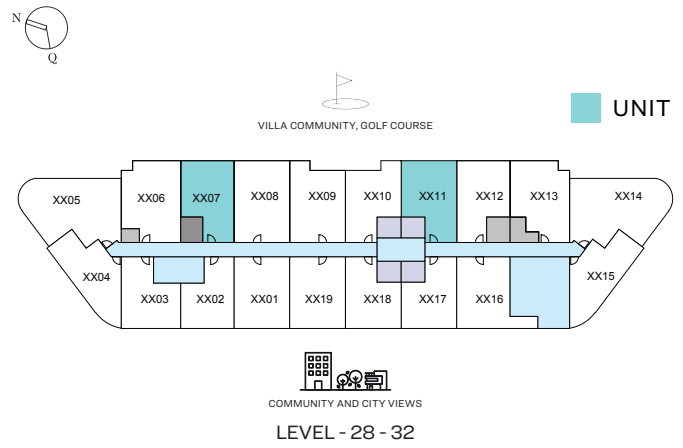 N
Q
VILLA COMMUNITY, GOLF COURSE
UNIT
XX05
XX06
XX07
XX08
XX09
XX10
XX11
XX12
XX13
XX14
XX04
XX03
XX02
XX01
XX19
XX18
XX17
XX16
XX15
COMMUNITY AND CITY VIEWS
LEVEL - 28 - 32